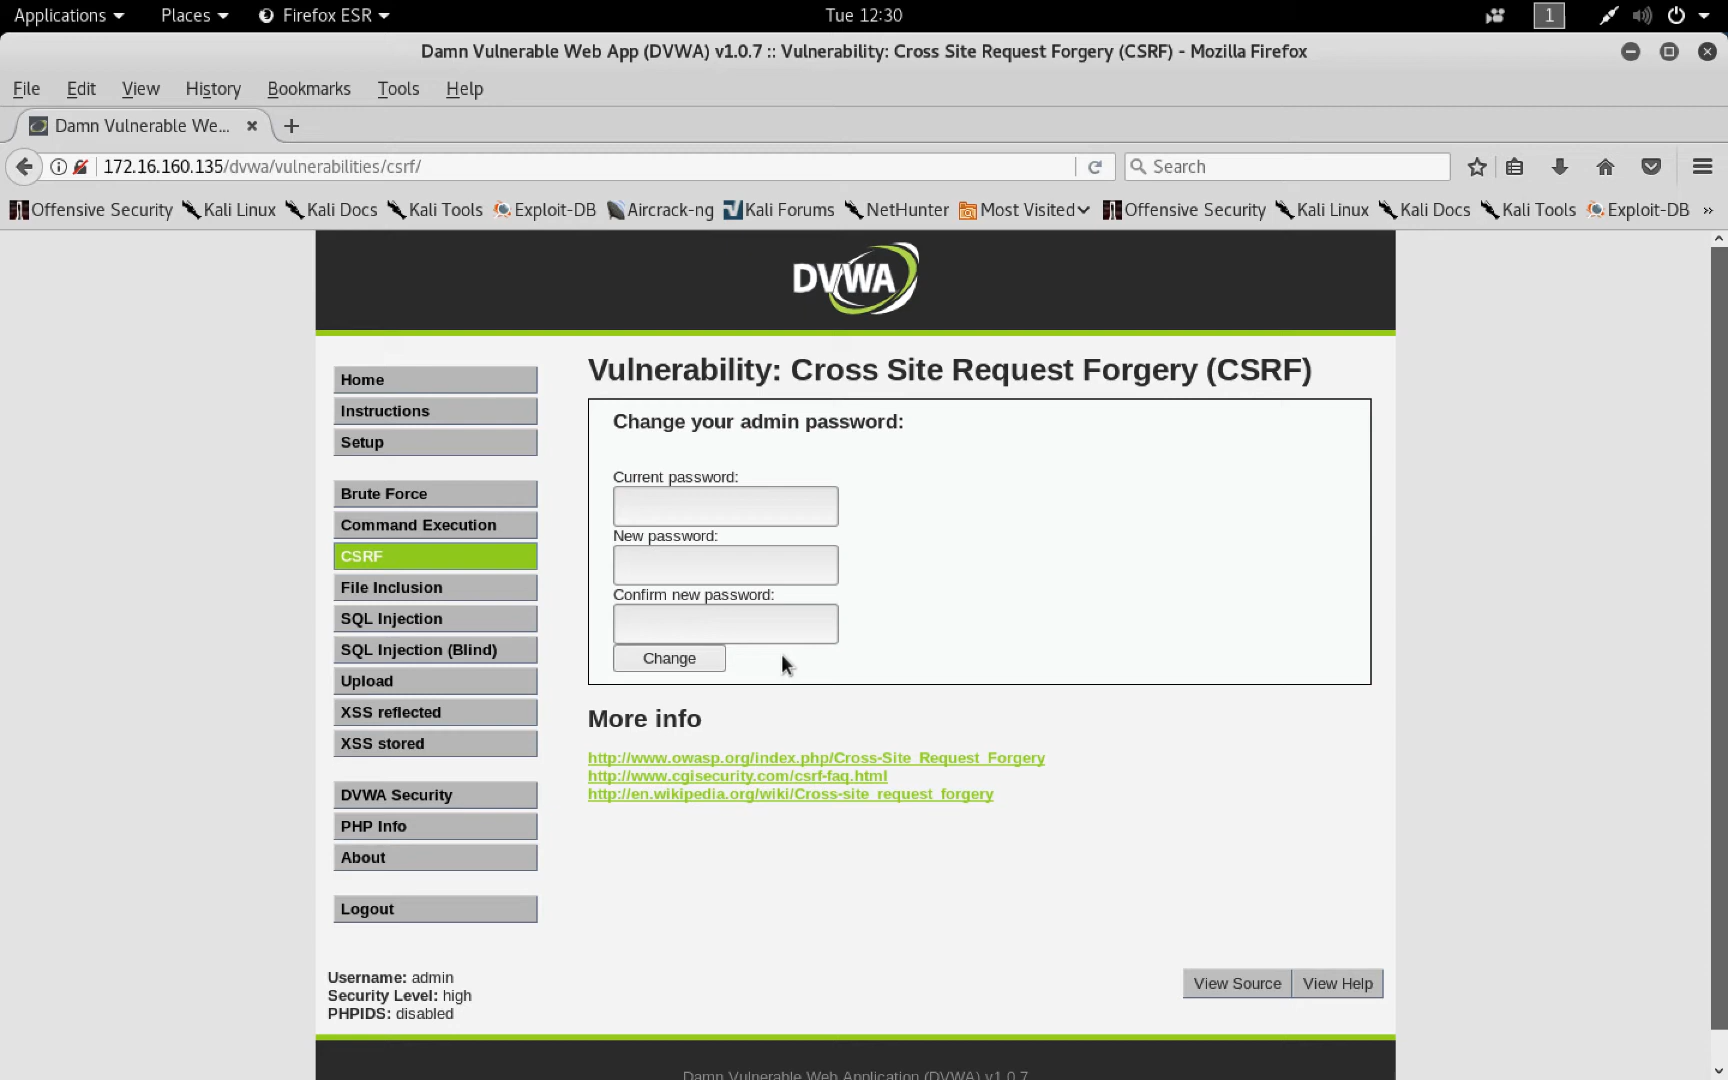 Applications Places Firefox ESR Tue 12:30 1
Damn Vulnerable Web App (DVWA) v1.0.7 :: Vulnerability: Cross Site Request Forgery (CSRF) - Mozilla Firefox
File Edit View History Bookmarks Tools Help
Damn Vulnerable We...
172.16.160.135/dvwa/vulnerabilities/csrf/ Search
Offensive Security Kali Linux Kali Docs Kali Tools Exploit-DB Aircrack-ng Kali Forums NetHunter Most Visited Offensive Security Kali Linux Kali Docs Kali Tools Exploit-DB »
DVWA
Home
Instructions
Setup
Brute Force
Command Execution
CSRF
File Inclusion
SQL Injection
SQL Injection (Blind)
Upload
XSS reflected
XSS stored
DVWA Security
PHP Info
About
Logout
Vulnerability: Cross Site Request Forgery (CSRF)
Change your admin password:
Current password:
New password:
Confirm new password:
Change
More info
http://www.owasp.org/index.php/Cross-Site_Request_Forgery
http://www.cgisecurity.com/csrf-faq.html
http://en.wikipedia.org/wiki/Cross-site_request_forgery
Username: admin
Security Level: high
PHPIDS: disabled
View Source View Help
Damn Vulnerable Web Application (DVWA) v1.0.7